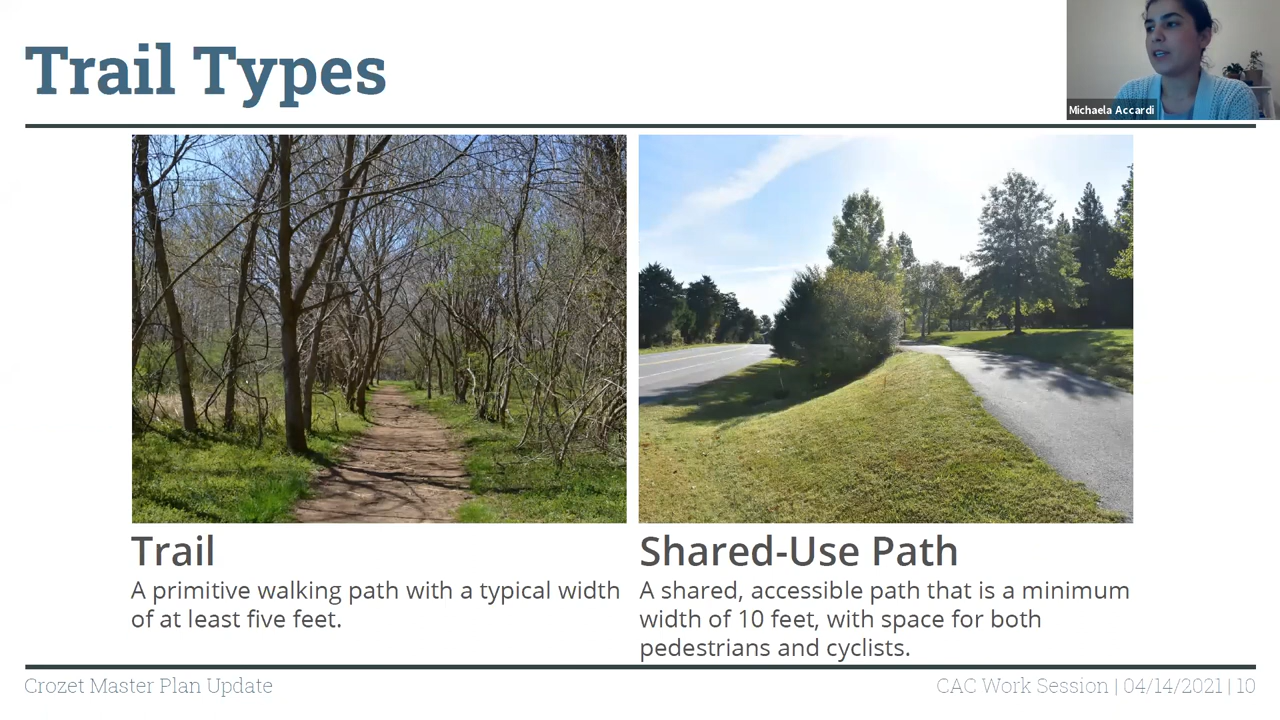 Trail Types
Michaela Accardi
Trail
A primitive walking path with a typical width
of at least five feet.
Shared-Use Path
A shared, accessible path that is a minimum
width of 10 feet, with space for both
pedestrians and cyclists.
Crozet Master Plan Update
CAC Work Session | 04/14/2021 | 10